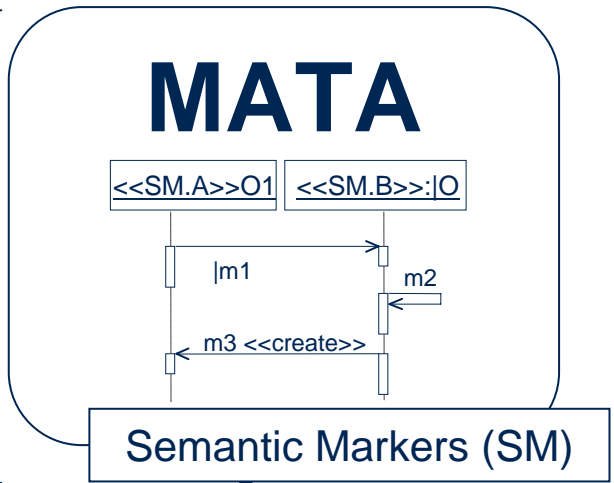 MATA
<<SM.A>>O1 <<SM.B>>:|O
|m1
m2
m3 <<create>>
Semantic Markers (SM)